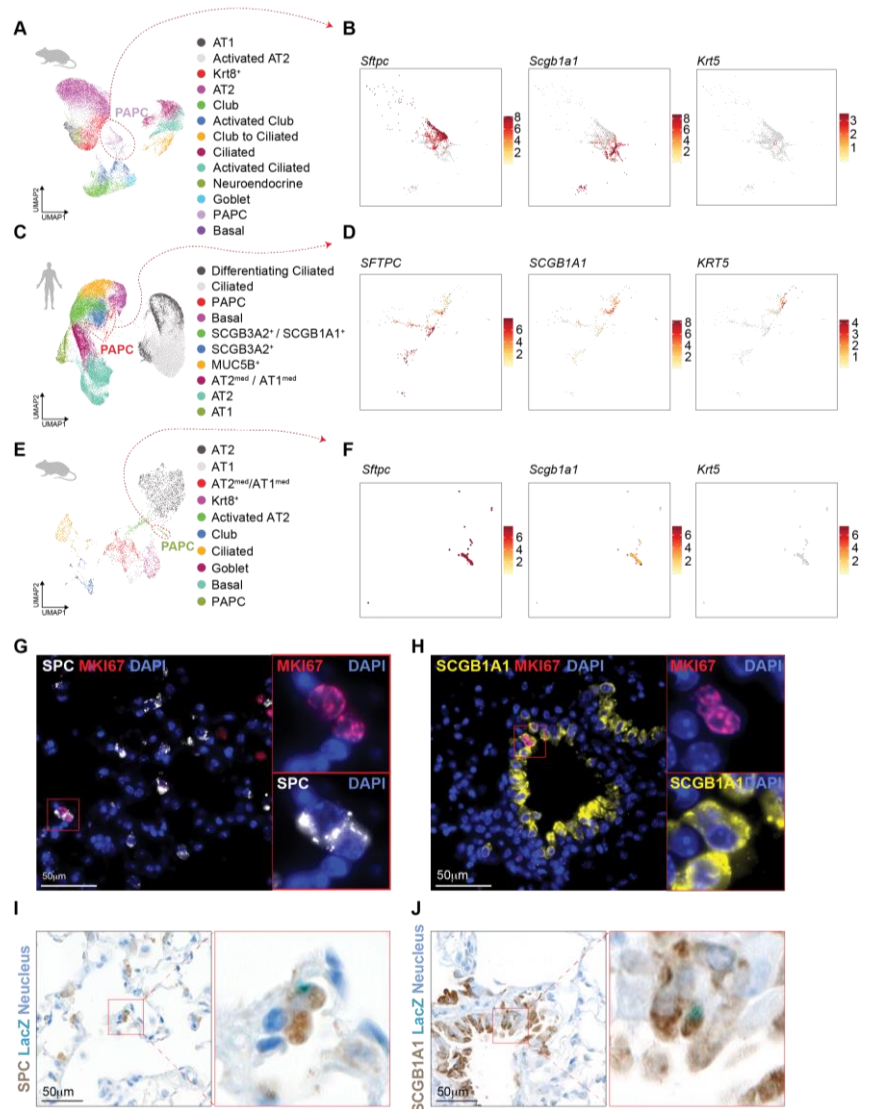 A
PAPC
UMAP2
UMAP1
AT1
Activated AT2
Krt8⁺
AT2
Club
Activated Club
Club to Ciliated
Ciliated
Activated Ciliated
Neuroendocrine
Goblet
PAPC
Basal
B
Sftpc
8
6
4
2
Scgb1a1
8
6
4
2
Krt5
3
2
1
C
PAPC
UMAP2
UMAP1
Differentiating Ciliated
Ciliated
PAPC
Basal
SCGB3A2⁺ / SCGB1A1⁺
SCGB3A2⁺
MUC5B⁺
AT2ᵐᵉᵈ / AT1ᵐᵉᵈ
AT2
AT1
D
SFTPC
6
4
2
SCGB1A1
8
6
4
2
KRT5
4
3
2
1
E
PAPC
UMAP2
UMAP1
AT2
AT1
AT2ᵐᵉᵈ/AT1ᵐᵉᵈ
Krt8⁺
Activated AT2
Club
Ciliated
Goblet
Basal
PAPC
F
Sftpc
6
4
2
Scgb1a1
6
4
2
Krt5
6
4
2
G
SPC MKI67 DAPI
50μm
MKI67 DAPI
SPC DAPI
H
SCGB1A1 MKI67 DAPI
50μm
MKI67 DAPI
SCGB1A1DAPI
I
SPC LacZ Neucleus
50μm
J
SCGB1A1 LacZ Neucleus
50μm